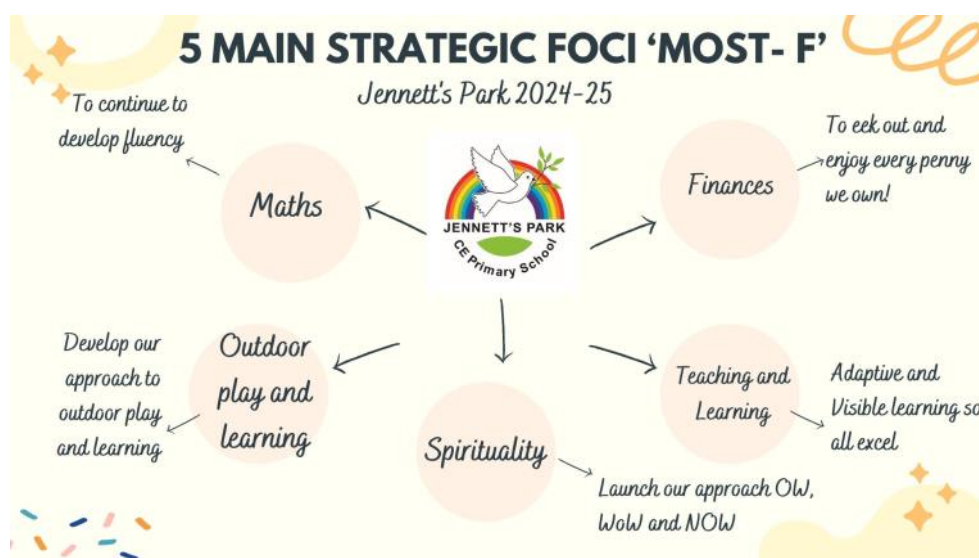 5 MAIN STRATEGIC FOCI ‘MOST- F’
Jennett's Park 2024-25
To continue to
develop fluency
Maths
JENNETT'S PARK
CE Primary School
Finances
To eek out and
enjoy every penny
we own!
Develop our
approach to
outdoor play
and learning
Outdoor
play and
learning
Spirituality
Launch our approach OW,
WoW and NOW
Teaching and
Learning
Adaptive and
Visible learning so
all excel